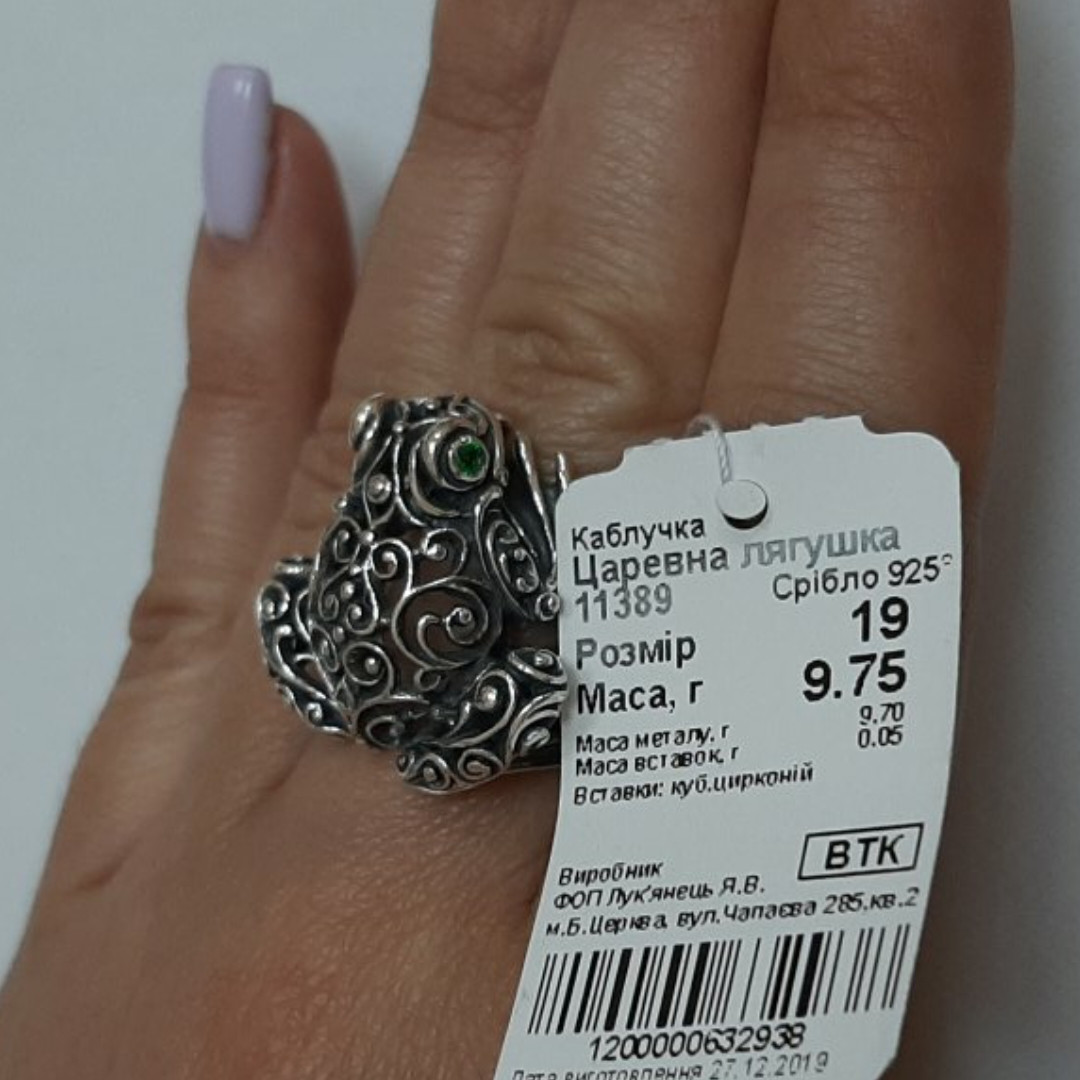 Каблучка
Царевна лягушка
11389 Срібло 925°
Розмір 19
Маса, г 9.75
Маса металу, г 9.70
Маса вставок, г 0.05
Вставки: куб.цирконій
ВТК
Виробник
ФОП Лук'янець Я.В.
м.Б.Церква, вул.Чапаєва 285,кв.2
1200000632938
Дата виготовлення 27.12.2019